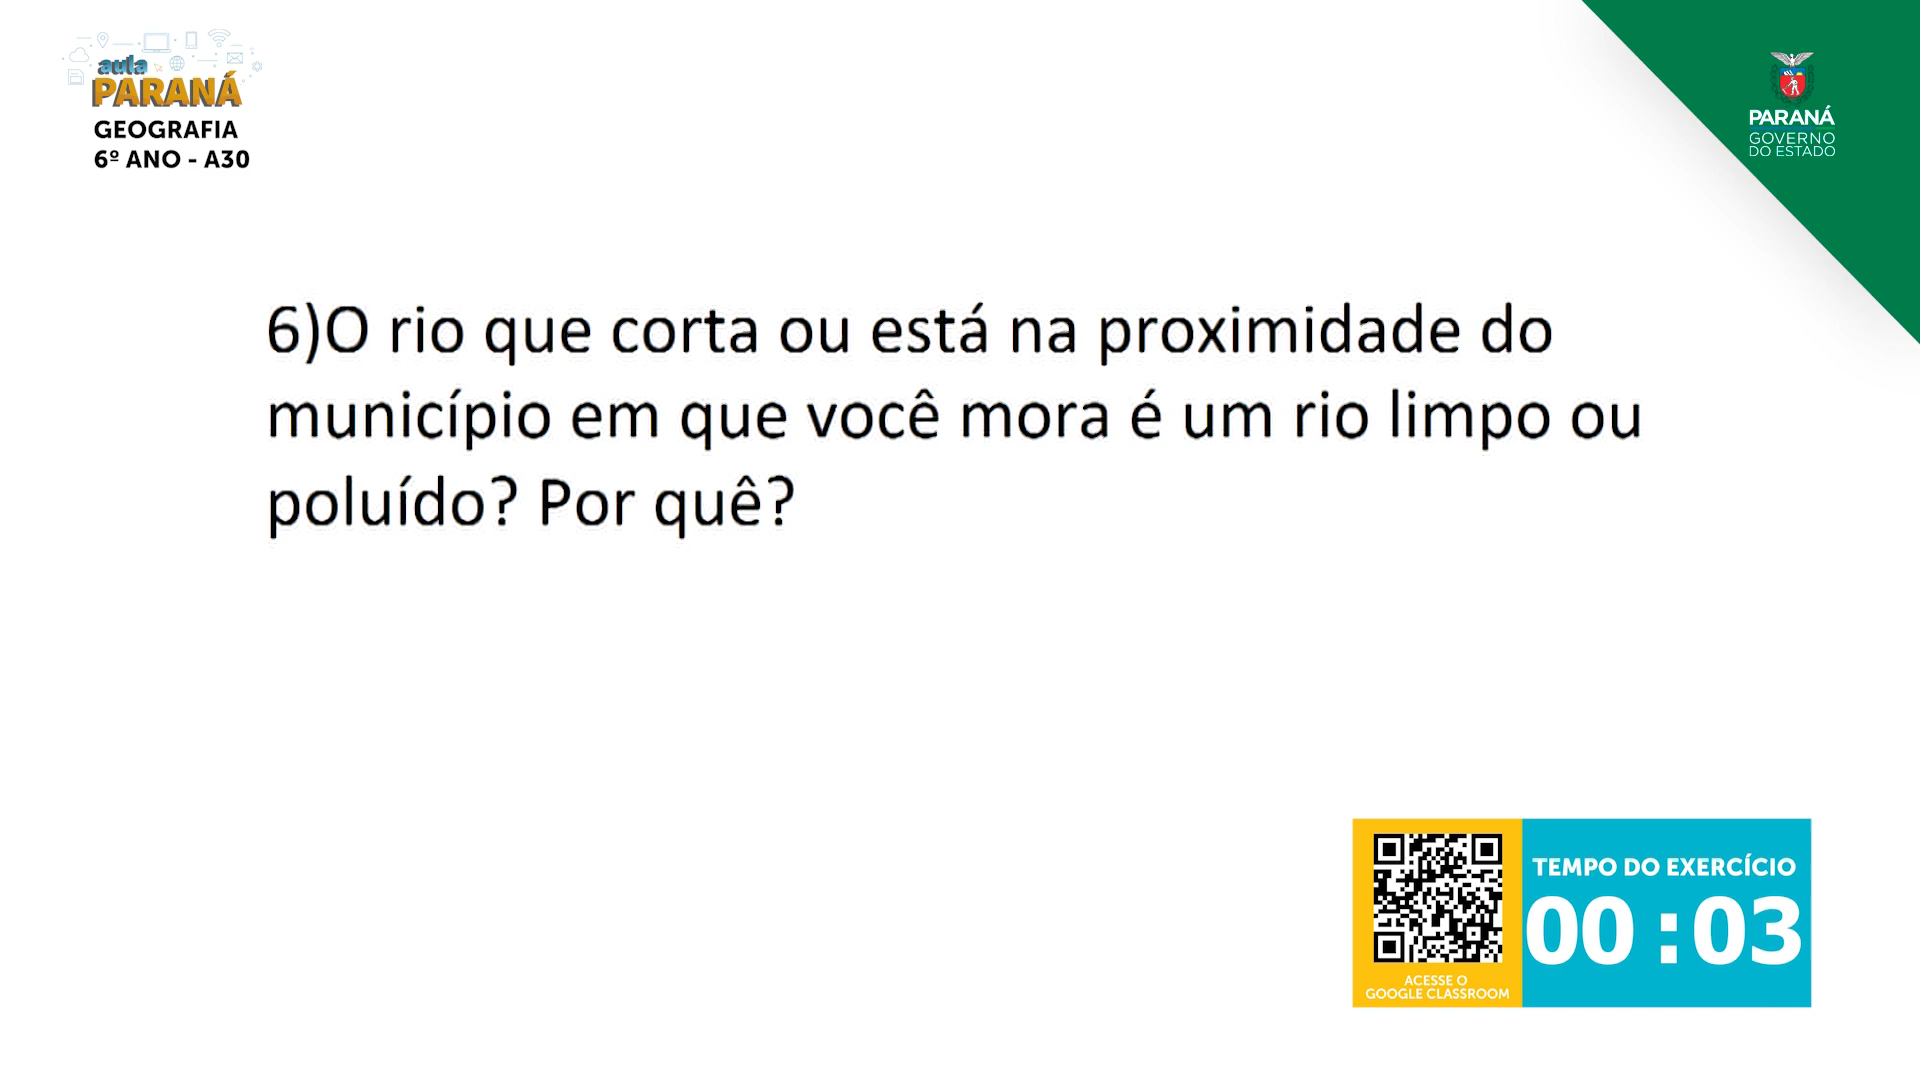 aula
PARANÁ
GEOGRAFIA
6º ANO - A30
PARANÁ
GOVERNO
DO ESTADO
6)O rio que corta ou está na proximidade do
município em que você mora é um rio limpo ou
poluído? Por quê?
TEMPO DO EXERCÍCIO
00 :03
ACESSE O
GOOGLE CLASSROOM